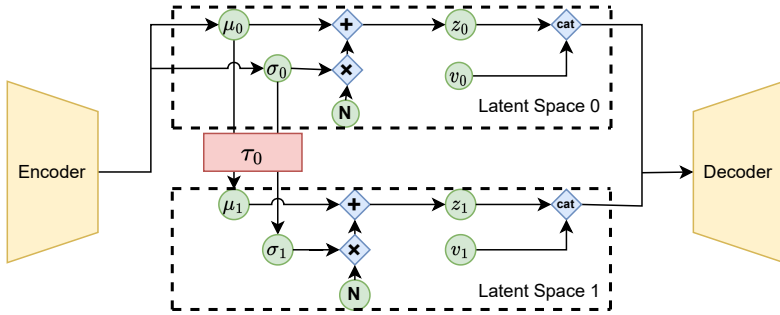 μ₀ + z₀ cat
σ₀ × v₀
N Latent Space 0
Encoder τ₀ Decoder
μ₁ + z₁ cat
σ₁ × v₁
N Latent Space 1